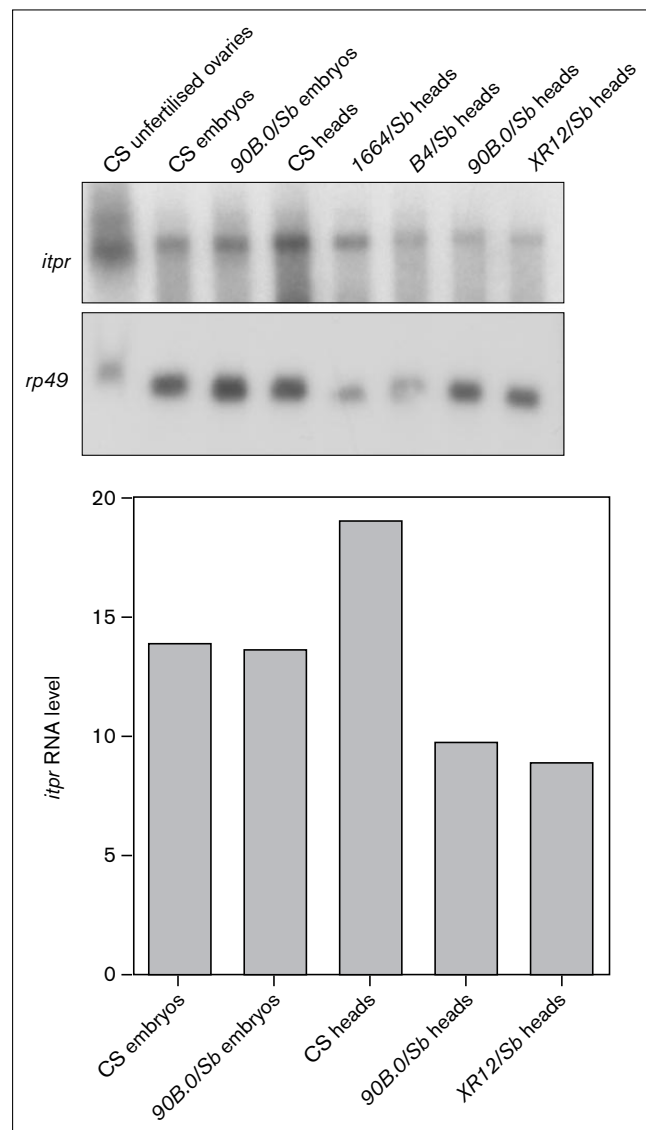 CS unfertilised ovaries
CS embryos
90B.0/Sb embryos
CS heads
1664/Sb heads
B4/Sb heads
90B.0/Sb heads
XR12/Sb heads
itpr
rp49
20
15
10
5
0
itpr RNA level
CS embryos
90B.0/Sb embryos
CS heads
90B.0/Sb heads
XR12/Sb heads